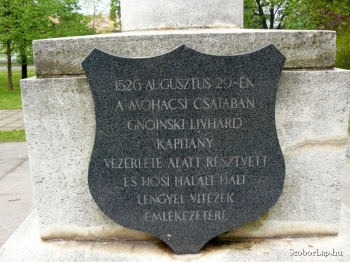 1526 AUGUSZTUS 29-ÉN
A MOHÁCSI CSATÁBAN
GNOINSKI LIVHARD
KAPITÁNY
VEZÉRLETE ALATT RÉSZTVETT
ÉS HŐSI HALÁLT HALT
LENGYEL VITÉZEK
EMLÉKEZETÉRE
SzoborLap.hu